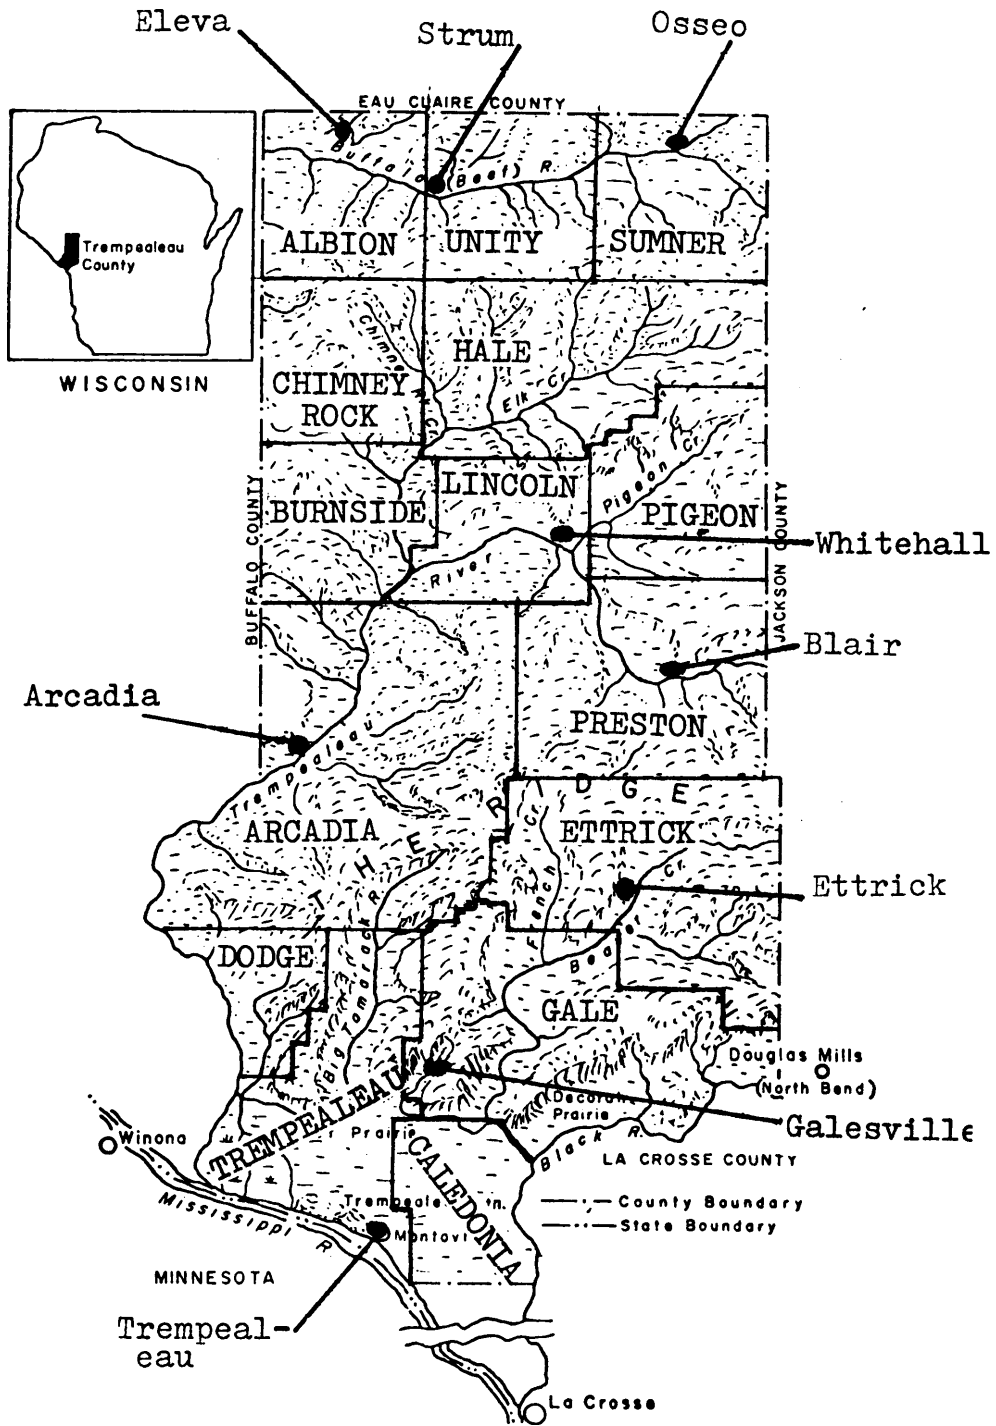 Eleva
Strum
Osseo
EAU CLAIRE COUNTY
Buffalo (Beef) R.
Trempealeau
County
WISCONSIN
ALBION
UNITY
SUMNER
Chimney
HALE
CHIMNEY
ROCK
Elk Cr.
LINCOLN
Pigeon Cr.
BURNSIDE
PIGEON
Whitehall
River
BUFFALO COUNTY
JACKSON COUNTY
Blair
Arcadia
PRESTON
Trempealeau
THE RIDGE
ARCADIA
ETTRICK
French Cr.
Cr.
Ettrick
Big Tamarack R.
DODGE
GALE
Douglas Mills
(North Bend)
Decorah
Prairie
Galesville
TREMPEALEAU
Prairie
Winona
CALEDONIA
Black R.
LA CROSSE COUNTY
County Boundary
State Boundary
Mississippi R
MINNESOTA
Trempeal-
eau
La Crosse